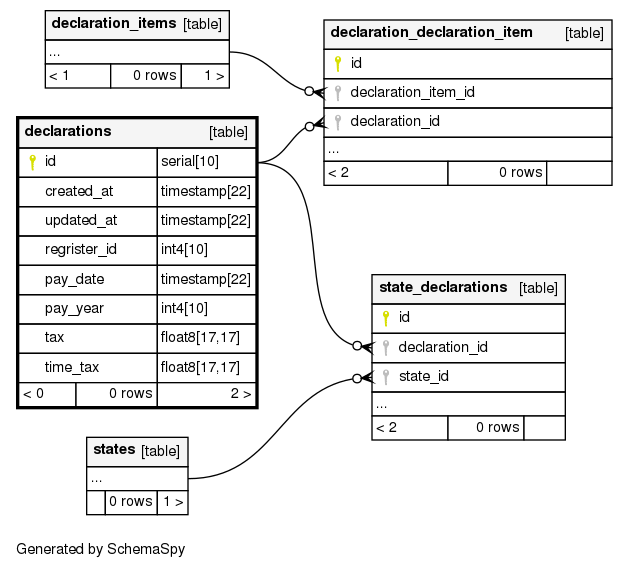 declaration_items [table]
...
< 1 0 rows 1 >
declaration_declaration_item [table]
id
declaration_item_id
declaration_id
...
< 2 0 rows
declarations [table]
id serial[10]
created_at timestamp[22]
updated_at timestamp[22]
regrister_id int4[10]
pay_date timestamp[22]
pay_year int4[10]
tax float8[17,17]
time_tax float8[17,17]
< 0 0 rows 2 >
state_declarations [table]
id
declaration_id
state_id
...
< 2 0 rows
states [table]
...
0 rows 1 >
Generated by SchemaSpy